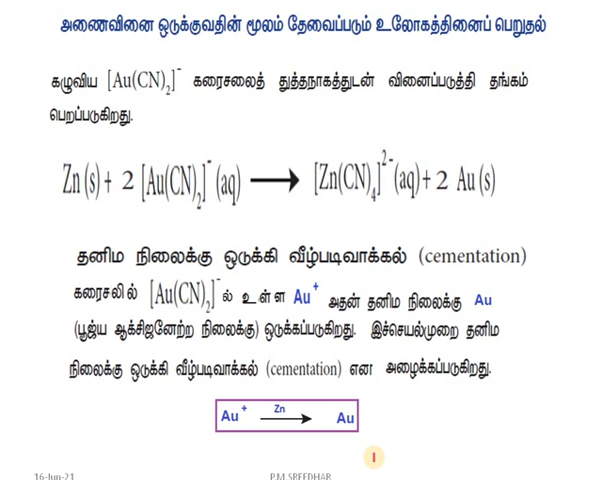 அணைவினை ஒடுக்குவதின் மூலம் தேவைப்படும் உலோகத்தினைப் பெறுதல்
கழுவிய [Au(CN)₂]⁻ கரைசலைத் துத்தநாகத்துடன் வினைப்படுத்தி தங்கம்
பெறப்படுகிறது.
Zn (s) + 2 [Au(CN)₂]⁻ (aq) ⟶ [Zn(CN)₄]²⁻ (aq) + 2 Au (s)
தனிம நிலைக்கு ஒடுக்கி வீழ்படிவாக்கல் (cementation)
கரைசலில் [Au(CN)₂]⁻ ல் உள்ள Au⁺ அதன் தனிம நிலைக்கு Au
(பூஜ்ய ஆக்சிஜனேற்ற நிலைக்கு) ஒடுக்கப்படுகிறது. இச்செயல்முறை தனிம
நிலைக்கு ஒடுக்கி வீழ்படிவாக்கல் (cementation) என அழைக்கப்படுகிறது.
Au⁺ Zn⟶ Au
I
16-Jun-21 P.M.SREEDHAR